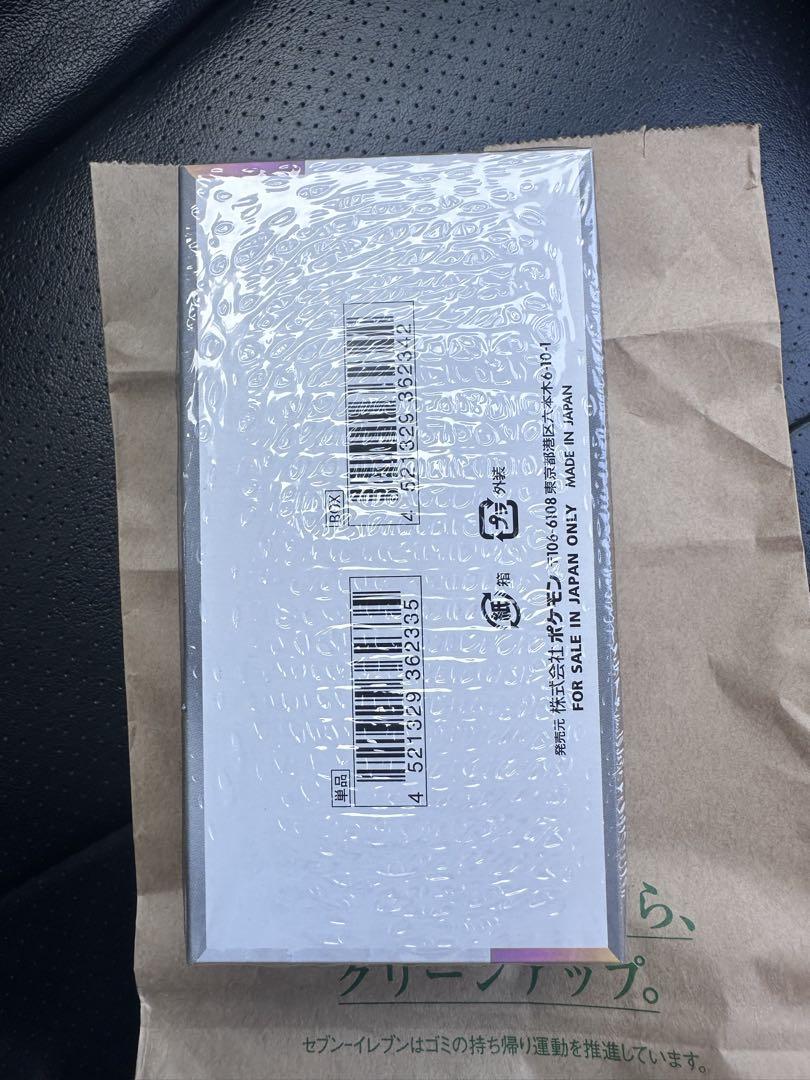 BOX
4 521329 362342
単品
4 521329 362335
プラ 外装
紙 箱
発売元 株式会社ポケモン 〒106-6108 東京都港区六本木6-10-1
FOR SALE IN JAPAN ONLY MADE IN JAPAN
ら、
クリーンアップ。
セブン-イレブンはゴミの持ち帰り運動を推進しています。